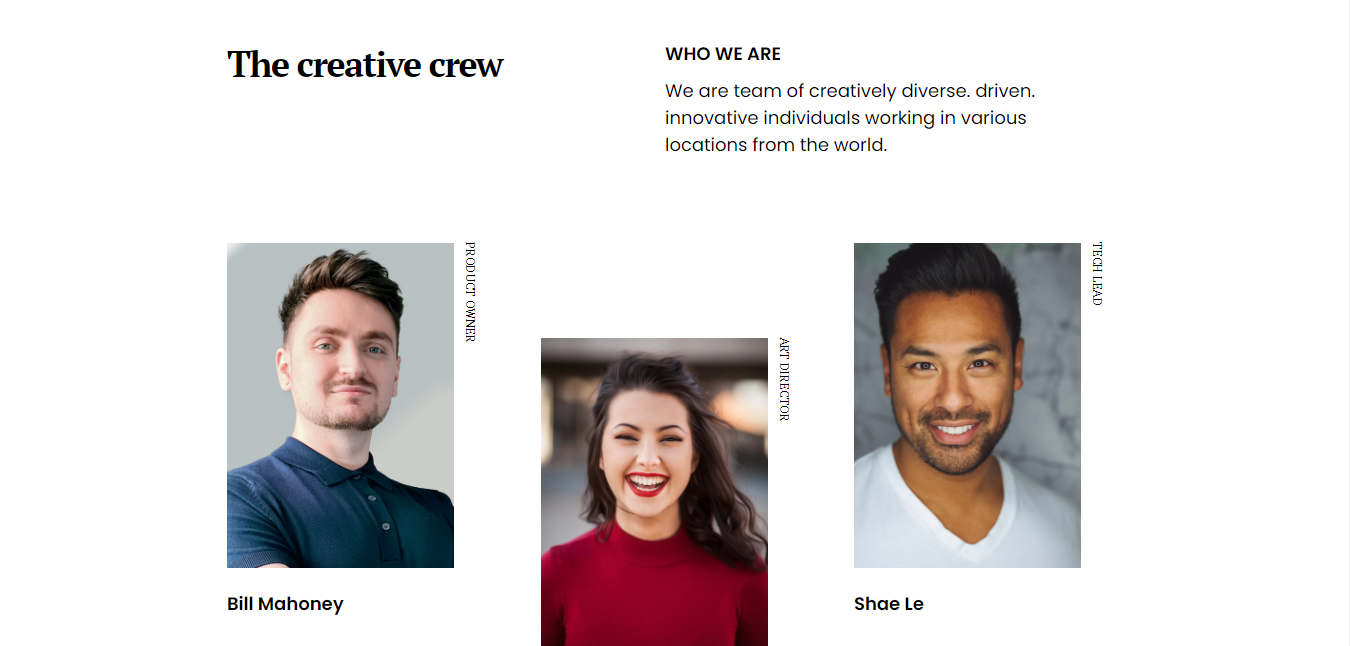 The creative crew
WHO WE ARE
We are team of creatively diverse. driven.
innovative individuals working in various
locations from the world.
PRODUCT OWNER
ART DIRECTOR
TECH LEAD
Bill Mahoney
Shae Le